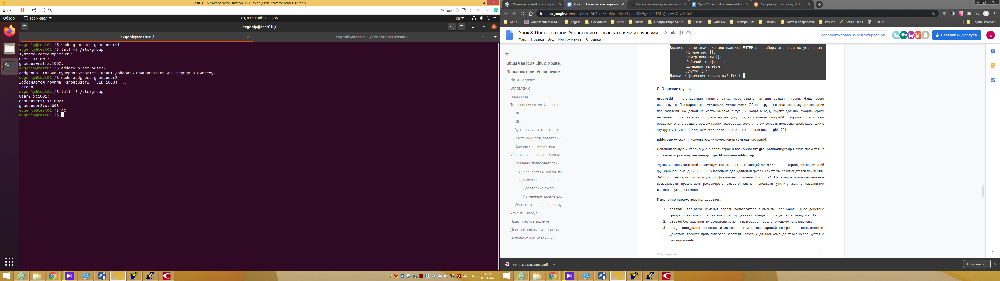 Test01 - VMware Workstation 15 Player (Non-commercial use only)
Player
Обзор
Терминал
Вт, 8 сентября 13:35
en
evgeniy@test01: /
evgeniy@test01: /
evgeniy@test01: ~/geekbrains/lesson2
evgeniy@test01:/$ sudo groupadd groupusers1
evgeniy@test01:/$ tail -3 /etc/group
systemd-coredump:x:999:
user2:x:1001:
groupusers1:x:1002:
evgeniy@test01:/$ addgroup groupuser2
addgroup: Только суперпользователь может добавить пользователя или группу в систему.
evgeniy@test01:/$ sudo addgroup groupuser2
Добавляется группа «groupuser2» (GID 1003) ...
Готово.
evgeniy@test01:/$ tail -3 /etc/group
user2:x:1001:
groupusers1:x:1002:
groupuser2:x:1003:
evgeniy@test01:/$ ^C
evgeniy@test01:/$
ENG
13:35
08.09.2020
Обучение | GeekBrains - образо
Урок 3. Пользователи. Управле
Начата работа над заданиями
Урок 2. Настройка интерфейса
Авторизация по ключу SSH | Lo
docs.google.com/document/d/1eib3ERz5kxR9or_B6yemQ0O5ykcbhU2R-VjZvkwkOJw/edit#
NOD32
Образовательный...
English
GeekBrains
Forex
Почта
Программирование
Сказки
Фильмы
Электроника
Закупки
Металлообработка
Разное
Авиабилеты
Яндекс
Другие закладки
Урок 3. Пользователи. Управление пользователями и группами
Файл Правка Вид Инструменты Справка
Запросить права на редактирование
Настройки Доступа
E
Общая версия Linux. Урове...
Пользователи. Управление ...
На этом уроке
Оглавление
Глоссарий
Типы пользователей в Linux
UID
GID
Суперпользователь (root)
Системные пользователи (...
Обычные пользователи
Управление пользователями
Создание пользователей и ...
Добавление пользовател...
Примеры использования...
Добавление группы
Изменение параметро...
Изменение владельца и гру...
Утилиты sudo, su
Практическое задание
Дополнительные материалы
Используемые источники
Введите новое значение или нажмите ENTER для выбора значения по умолчанию
Полное имя []:
Номер комнаты []:
Рабочий телефон []:
Домашний телефон []:
Другое []:
Данная информация корректна? [Y/n]
Добавление группы
groupadd — стандартная утилита Linux, предназначенная для создания групп. Чаще всего
используется без параметров groupadd group_name. Обычно группы создаются сразу при создании
пользователя, но довольно часто бывают ситуации, когда в одну группу должны входить сразу
несколько пользователей, и здесь на выручку придёт команда groupadd. Например, мы можем
предварительно создать общую группу: groupadd dev, а потом создать пользователей, входящих в
эту группу, командой adduser username --gid GID, adduser user1 --gid 1001.
addgroup — скрипт, использующий функционал команды groupadd.
Дополнительную информацию о параметрах и возможностях groupadd/addgroup можно прочитать в
справочном руководстве man groupadd или man addgroup.
Удаление пользователей рекомендуется выполнять командой deluser — это скрипт, использующий
функционал команды userdel. Аналогично для удаления групп из системы рекомендуется применять
delgroup — скрипт, использующий функционал команды groupdel. Параметры и дополнительные
возможности предлагаем рассмотреть самостоятельно, используя утилиту man с названиями
соответствующих команд.
Изменение параметров пользователя
1. passwd user_name изменит пароль пользователя с именем user_name. Такое действие
требует прав суперпользователя, поэтому данная команда используется с командой sudo.
2. passwd без указания пользователя изменит или задаст пароль текущему пользователю.
3. chage user_name позволит изменить политики для паролей конкретного пользователя.
Действие требует прав суперпользователя, поэтому данная команда также используется с
командой sudo.
© geekbrains.ru
7
Урок 3. Пользова....pdf
Показать все